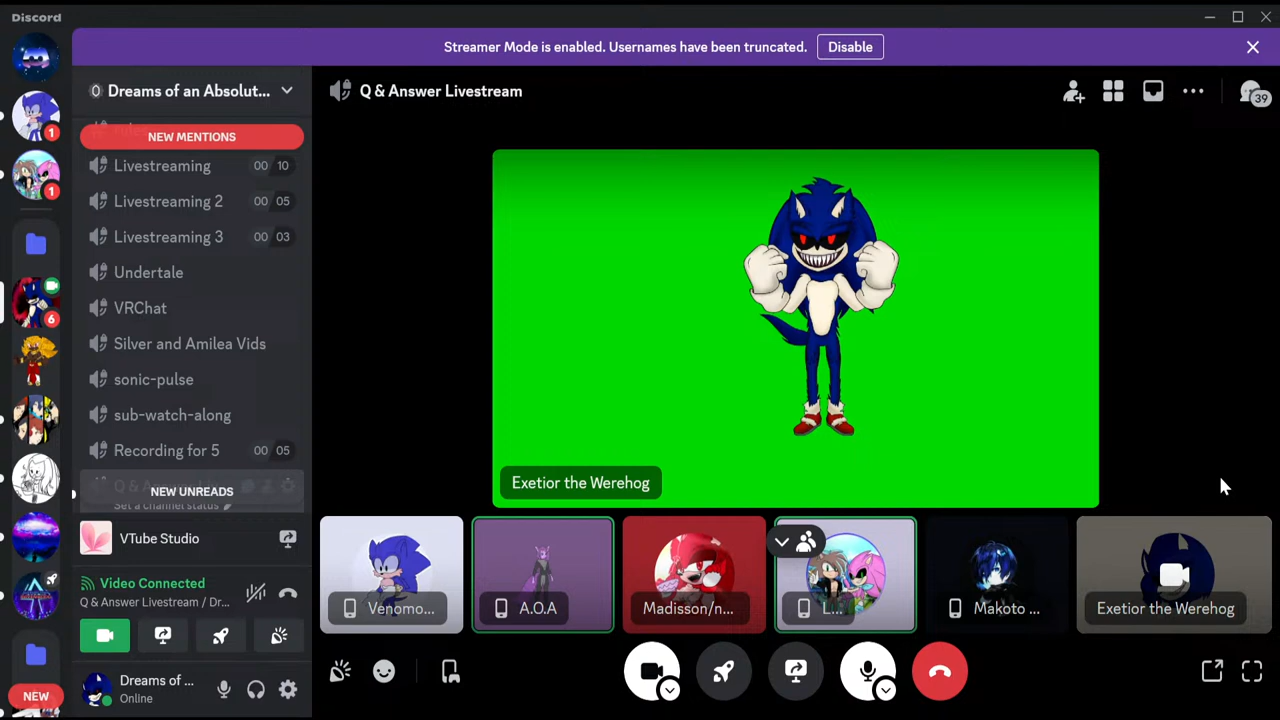 Discord
Streamer Mode is enabled. Usernames have been truncated.
Disable
Dreams of an Absolut...
NEW MENTIONS
Livestreaming 00 10
Livestreaming 2 00 05
Livestreaming 3 00 03
Undertale
VRChat
Silver and Amilea Vids
sonic-pulse
sub-watch-along
Recording for 5 00 05
NEW UNREADS
Set a channel status
VTube Studio
Video Connected
Q & Answer Livestream / Dr...
Dreams of ...
Online
1
1
6
NEW
Q & Answer Livestream
39
Exetior the Werehog
Venomo...
A.O.A
Madisson/n...
L...
Makoto ...
Exetior the Werehog